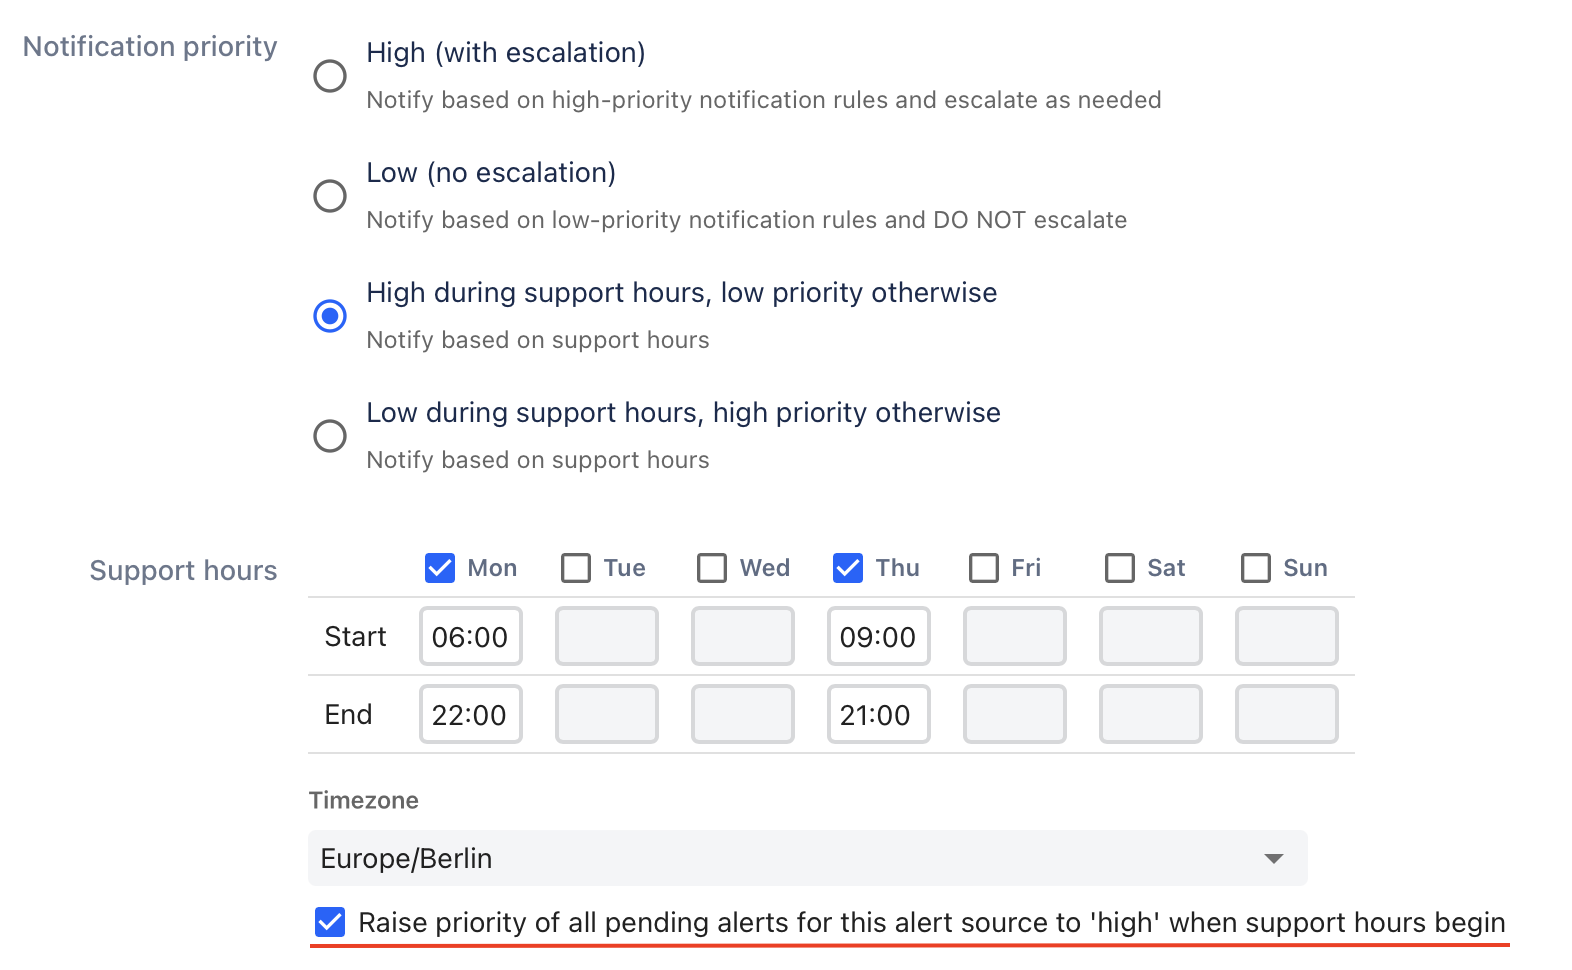 Notification priority
High (with escalation)
Notify based on high-priority notification rules and escalate as needed
Low (no escalation)
Notify based on low-priority notification rules and DO NOT escalate
High during support hours, low priority otherwise
Notify based on support hours
Low during support hours, high priority otherwise
Notify based on support hours
Support hours
Mon Tue Wed Thu Fri Sat Sun
Start 06:00 09:00
End 22:00 21:00
Timezone
Europe/Berlin
Raise priority of all pending alerts for this alert source to 'high' when support hours begin